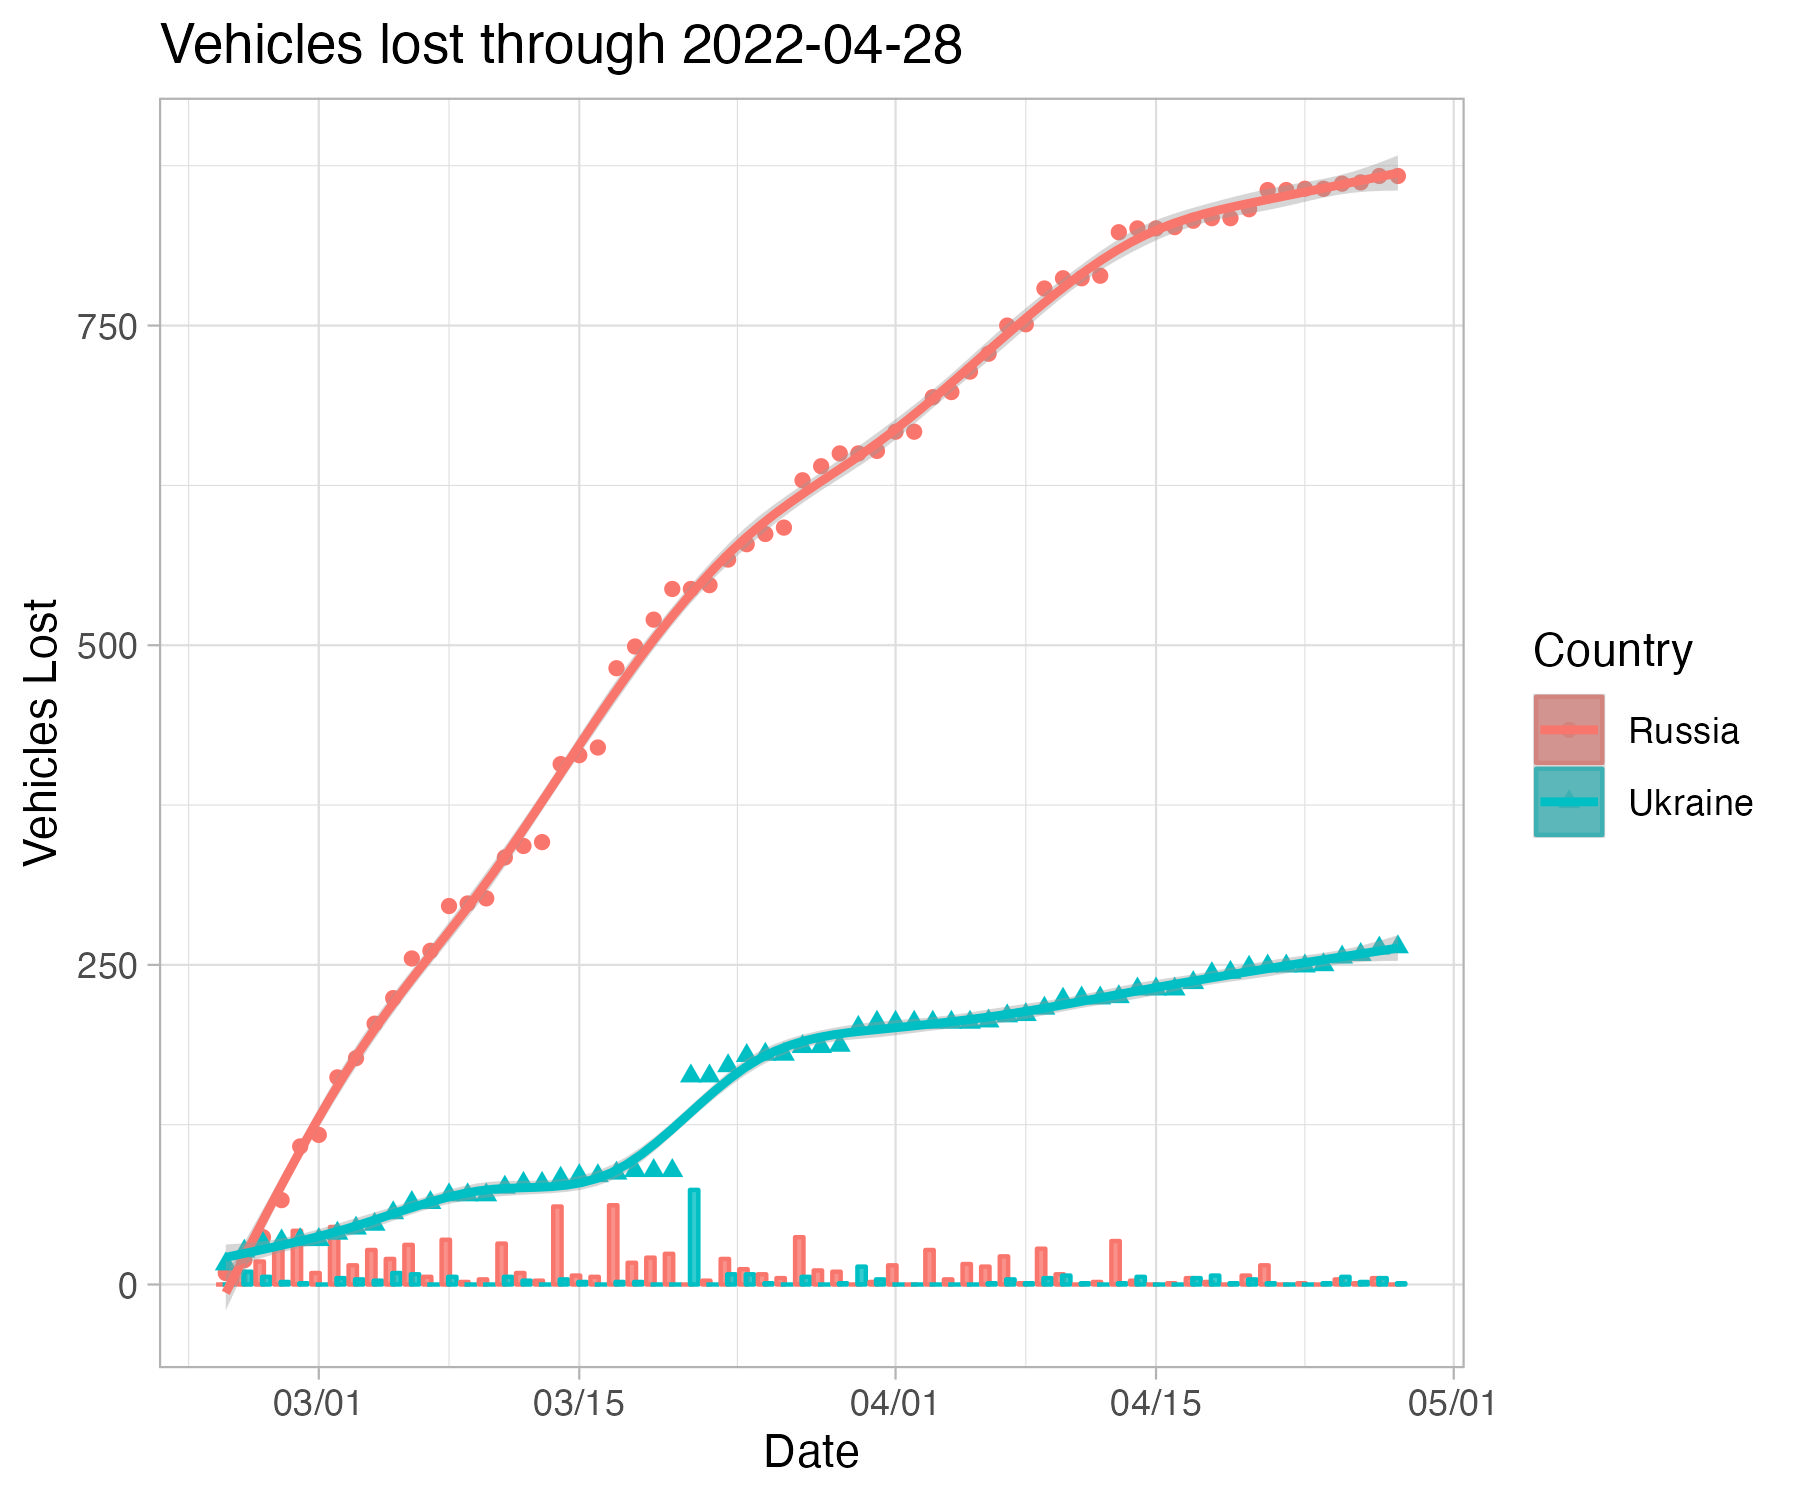 Vehicles lost through 2022-04-28
Vehicles Lost
750
500
250
0
03/01
03/15
04/01
04/15
05/01
Date
Country
Russia
Ukraine